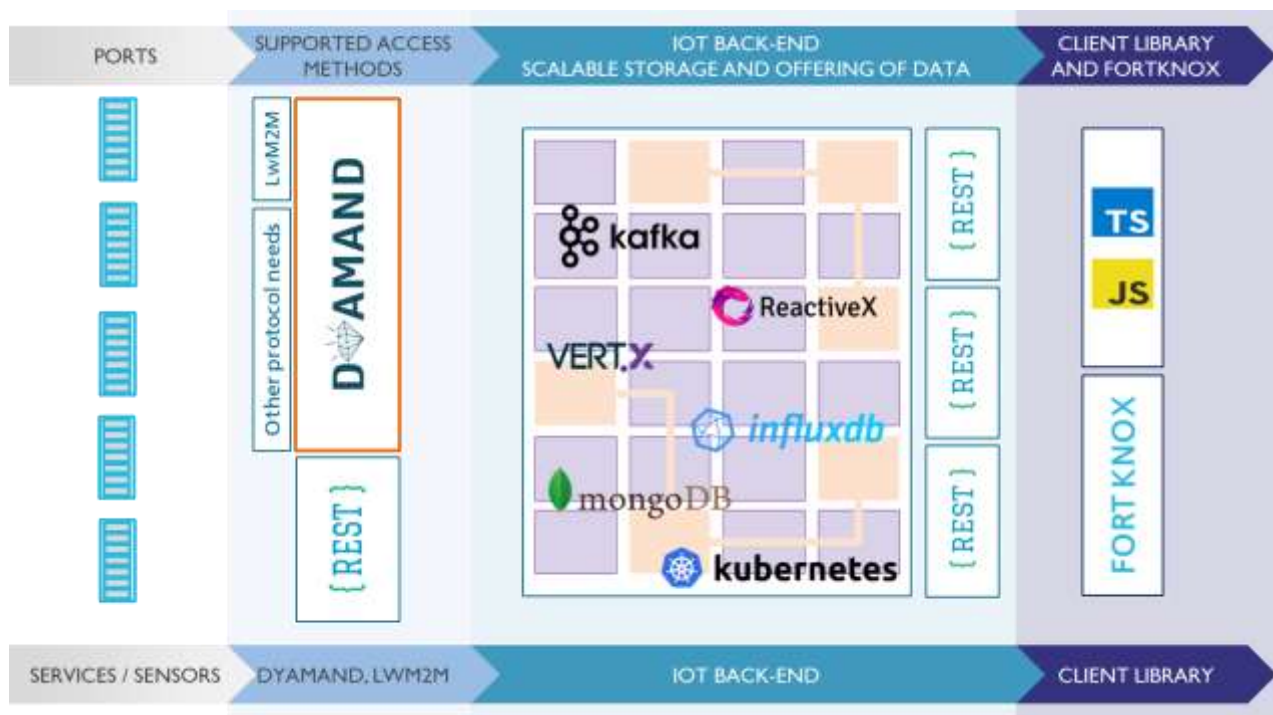 PORTS
SUPPORTED ACCESS
METHODS
IOT BACK-END
SCALABLE STORAGE AND OFFERING OF DATA
CLIENT LIBRARY
AND FORTKNOX
LwM2M
Other protocol needs
DYAMAND
{REST}
kafka
ReactiveX
VERT.X
influxdb
mongoDB
kubernetes
{REST}
{REST}
{REST}
TS
JS
FORT KNOX
SERVICES / SENSORS
DYAMAND, LWM2M
IOT BACK-END
CLIENT LIBRARY